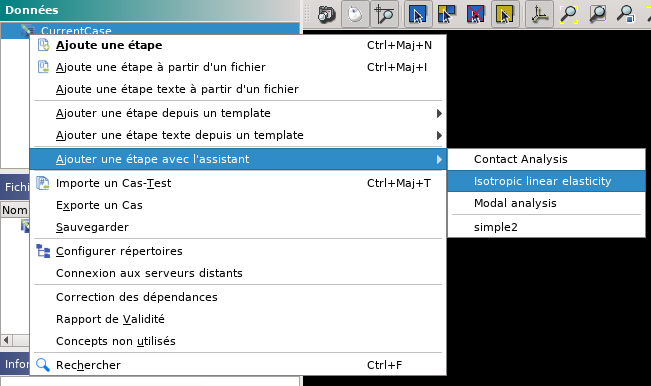 Données
CurrentCase
Ajoute une étape Ctrl+Maj+N
Ajoute une étape à partir d'un fichier Ctrl+Maj+I
Ajoute une étape texte à partir d'un fichier
Ajouter une étape depuis un template
Ajouter une étape texte depuis un template
Ajouter une étape avec l'assistant
Contact Analysis
Isotropic linear elasticity
Modal analysis
simple2
Fichi
Nom
Importe un Cas-Test Ctrl+Maj+T
Exporte un Cas
Sauvegarder
Configurer répertoires
Connexion aux serveurs distants
Correction des dépendances
Rapport de Validité
Concepts non utilisés
Infor
Rechercher Ctrl+F